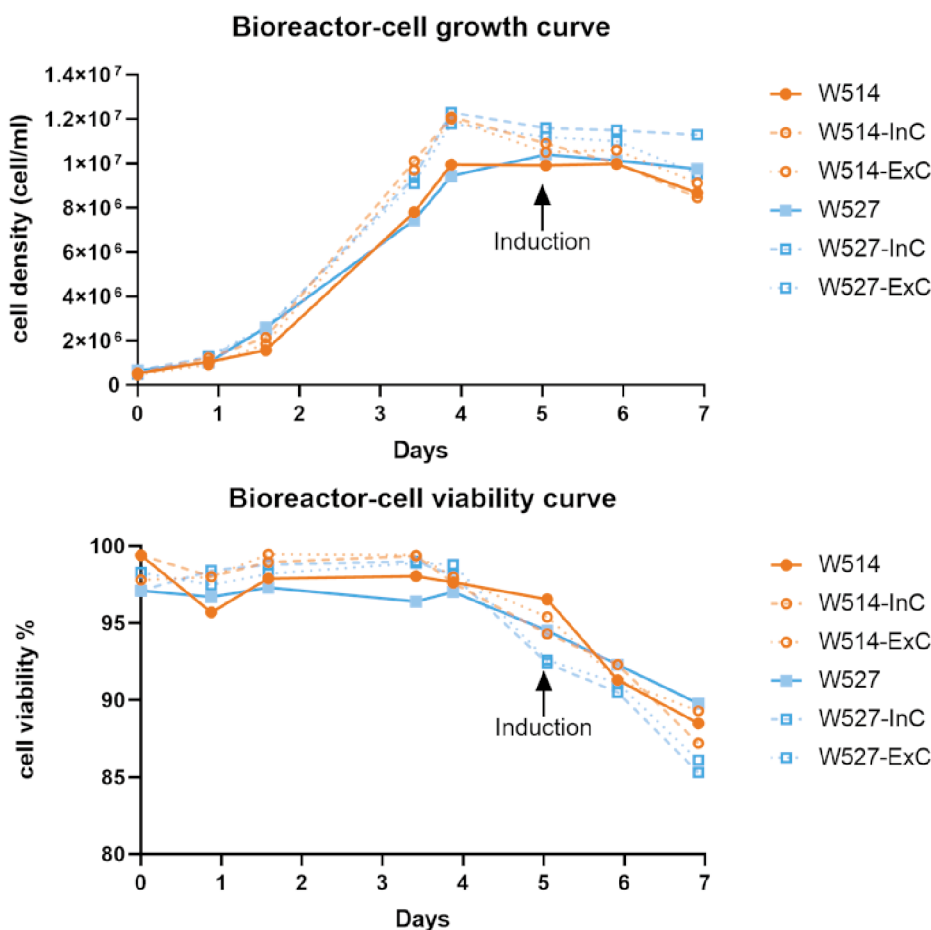 Bioreactor-cell growth curve
cell density (cell/ml)
1.4×10⁷
1.2×10⁷
1×10⁷
8×10⁶
6×10⁶
4×10⁶
2×10⁶
0
0 1 2 3 4 5 6 7
Days
Induction
W514
W514-InC
W514-ExC
W527
W527-InC
W527-ExC
Bioreactor-cell viability curve
cell viability %
100
95
90
85
80
0 1 2 3 4 5 6 7
Days
Induction
W514
W514-InC
W514-ExC
W527
W527-InC
W527-ExC